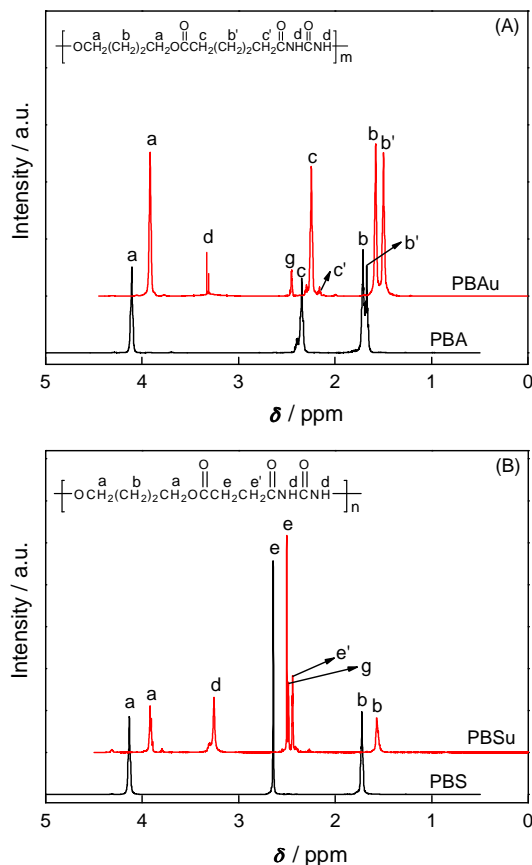 (A)
O O O
a b a c b' c' d d
OCH2(CH2)2CH2OCCH2(CH2)2CH2CNHCNH
m
a
d
g
c
c'
b b'
PBAu
a
c
b
b'
PBA
Intensity / a.u.
5 4 3 2 1 0
δ / ppm
(B)
O O O
a b a e e' d d
OCH2(CH2)2CH2OCCH2CH2CNHCNH
n
e
e
e'
g
a a d b b
PBSu
PBS
Intensity / a.u.
5 4 3 2 1 0
δ / ppm